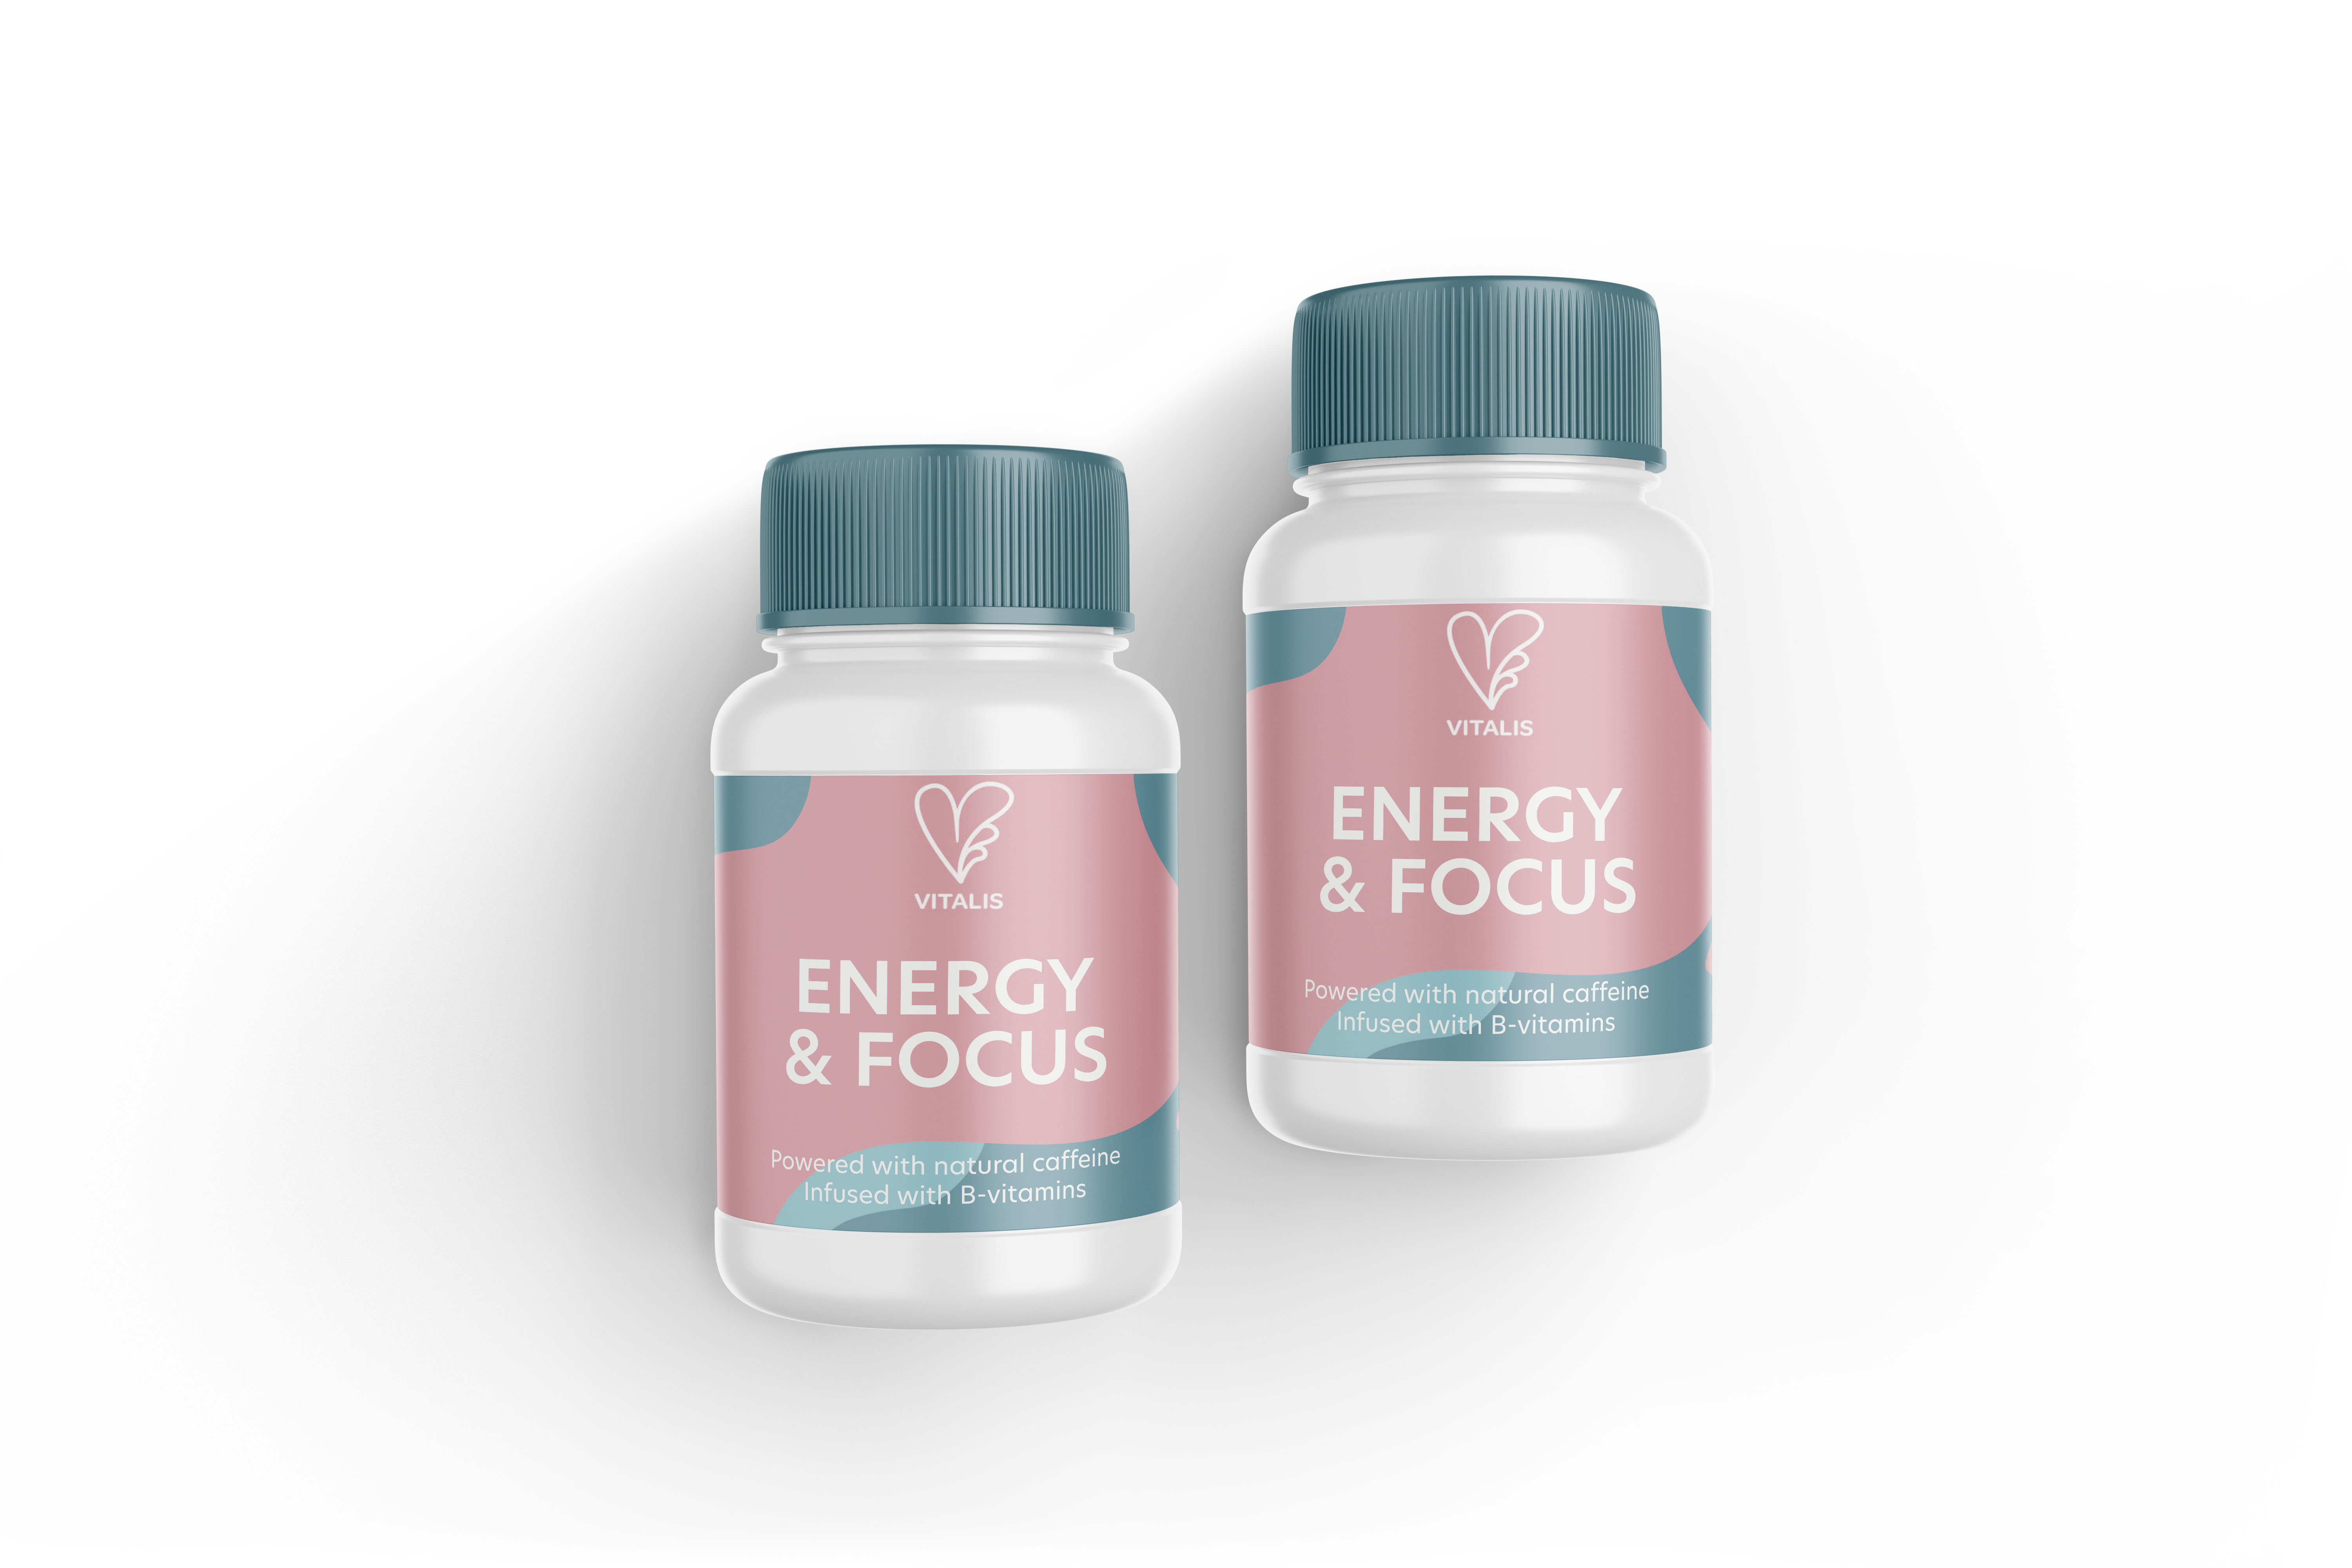 VITALIS
ENERGY
& FOCUS
Powered with natural caffeine
Infused with B-vitamins
VITALIS
ENERGY
& FOCUS
Powered with natural caffeine
Infused with B-vitamins